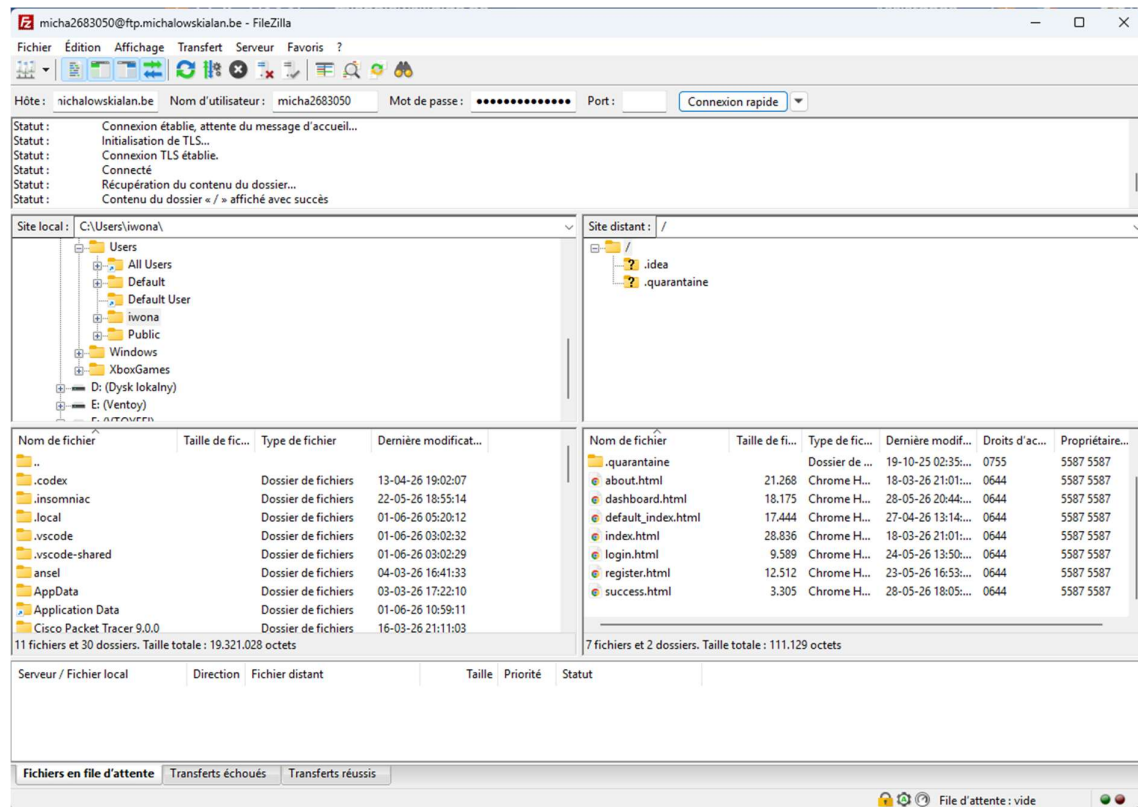 micha2683050@ftp.michalowskialan.be - FileZilla
Fichier Édition Affichage Transfert Serveur Favoris ?
Hôte : nichalowskialan.be Nom d'utilisateur : micha2683050 Mot de passe : •••••••••••••• Port : Connexion rapide
Statut : Connexion établie, attente du message d'accueil...
Statut : Initialisation de TLS...
Statut : Connexion TLS établie.
Statut : Connecté
Statut : Récupération du contenu du dossier...
Statut : Contenu du dossier « / » affiché avec succès
Site local : C:\Users\iwona\
Users
All Users
Default
Default User
iwona
Public
Windows
XboxGames
D: (Dysk lokalny)
E: (Ventoy)
Site distant : /
/
.idea
.quarantaine
Nom de fichier Taille de fic... Type de fichier Dernière modificat...
..
.codex Dossier de fichiers 13-04-26 19:02:07
.insomniac Dossier de fichiers 22-05-26 18:55:14
.local Dossier de fichiers 01-06-26 05:20:12
.vscode Dossier de fichiers 01-06-26 03:02:32
.vscode-shared Dossier de fichiers 01-06-26 03:02:29
ansel Dossier de fichiers 04-03-26 16:41:33
AppData Dossier de fichiers 03-03-26 17:22:10
Application Data Dossier de fichiers 01-06-26 10:59:11
Cisco Packet Tracer 9.0.0 Dossier de fichiers 16-03-26 21:11:03
11 fichiers et 30 dossiers. Taille totale : 19.321.028 octets
Nom de fichier Taille de fi... Type de fic... Dernière modif... Droits d'ac... Propriétaire...
.quarantaine Dossier de ... 19-10-25 02:35:... 0755 5587 5587
about.html 21.268 Chrome H... 18-03-26 21:01:... 0644 5587 5587
dashboard.html 18.175 Chrome H... 28-05-26 20:44:... 0644 5587 5587
default_index.html 17.444 Chrome H... 27-04-26 13:14:... 0644 5587 5587
index.html 28.836 Chrome H... 18-03-26 21:01:... 0644 5587 5587
login.html 9.589 Chrome H... 24-05-26 13:50:... 0644 5587 5587
register.html 12.512 Chrome H... 23-05-26 16:53:... 0644 5587 5587
success.html 3.305 Chrome H... 28-05-26 18:05:... 0644 5587 5587
7 fichiers et 2 dossiers. Taille totale : 111.129 octets
Serveur / Fichier local Direction Fichier distant Taille Priorité Statut
Fichiers en file d'attente Transferts échoués Transferts réussis
File d'attente : vide